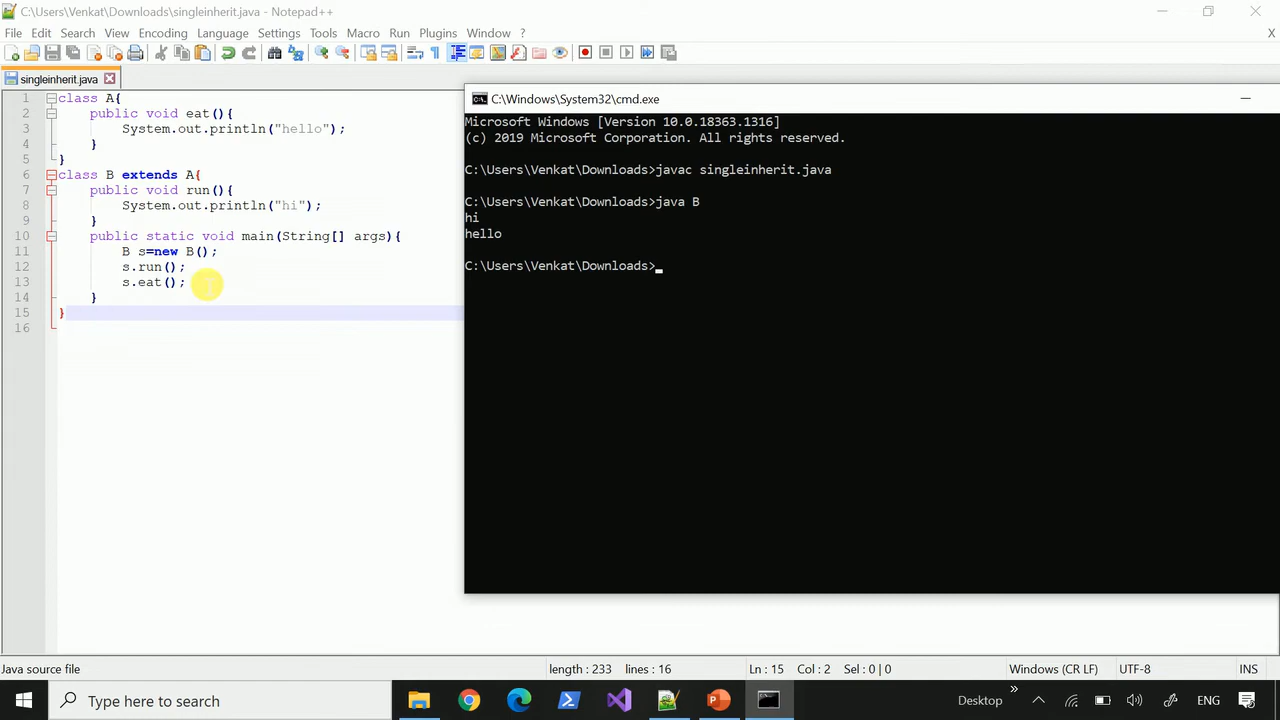 C:\Users\Venkat\Downloads\singleinherit.java - Notepad++
File Edit Search View Encoding Language Settings Tools Macro Run Plugins Window ? X
singleinherit.java
1 class A{
2 public void eat(){
3 System.out.println("hello");
4 }
5 }
6 class B extends A{
7 public void run(){
8 System.out.println("hi");
9 }
10 public static void main(String[] args){
11 B s=new B();
12 s.run();
13 s.eat();
14 }
15 }
16
C:\Windows\System32\cmd.exe
Microsoft Windows [Version 10.0.18363.1316]
(c) 2019 Microsoft Corporation. All rights reserved.
C:\Users\Venkat\Downloads>javac singleinherit.java
C:\Users\Venkat\Downloads>java B
hi
hello
C:\Users\Venkat\Downloads>
Java source file length : 233 lines : 16 Ln : 15 Col : 2 Sel : 0 | 0 Windows (CR LF) UTF-8 INS
Type here to search Desktop ENG